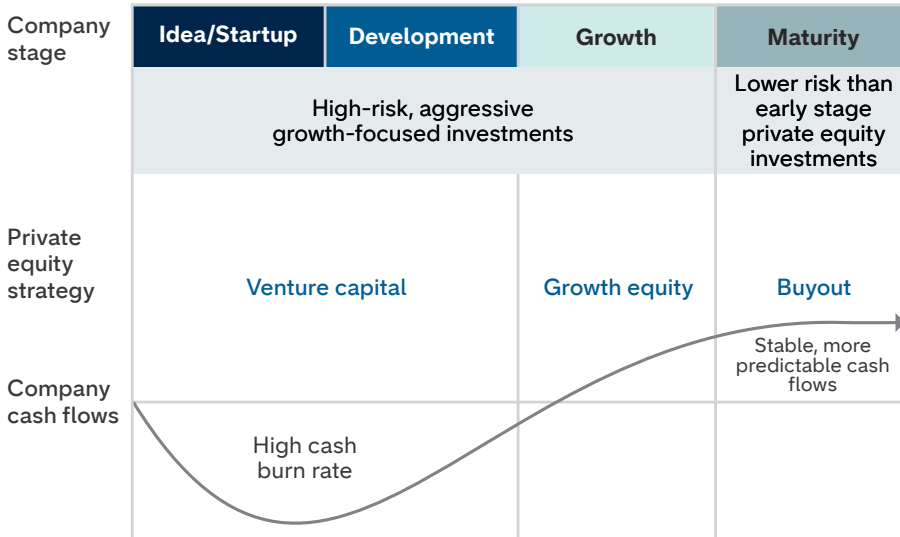 Company
stage
Idea/Startup
Development
Growth
Maturity
High-risk, aggressive
growth-focused investments
Lower risk than
early stage
private equity
investments
Private
equity
strategy
Venture capital
Growth equity
Buyout
Stable, more
predictable cash
flows
Company
cash flows
High cash
burn rate